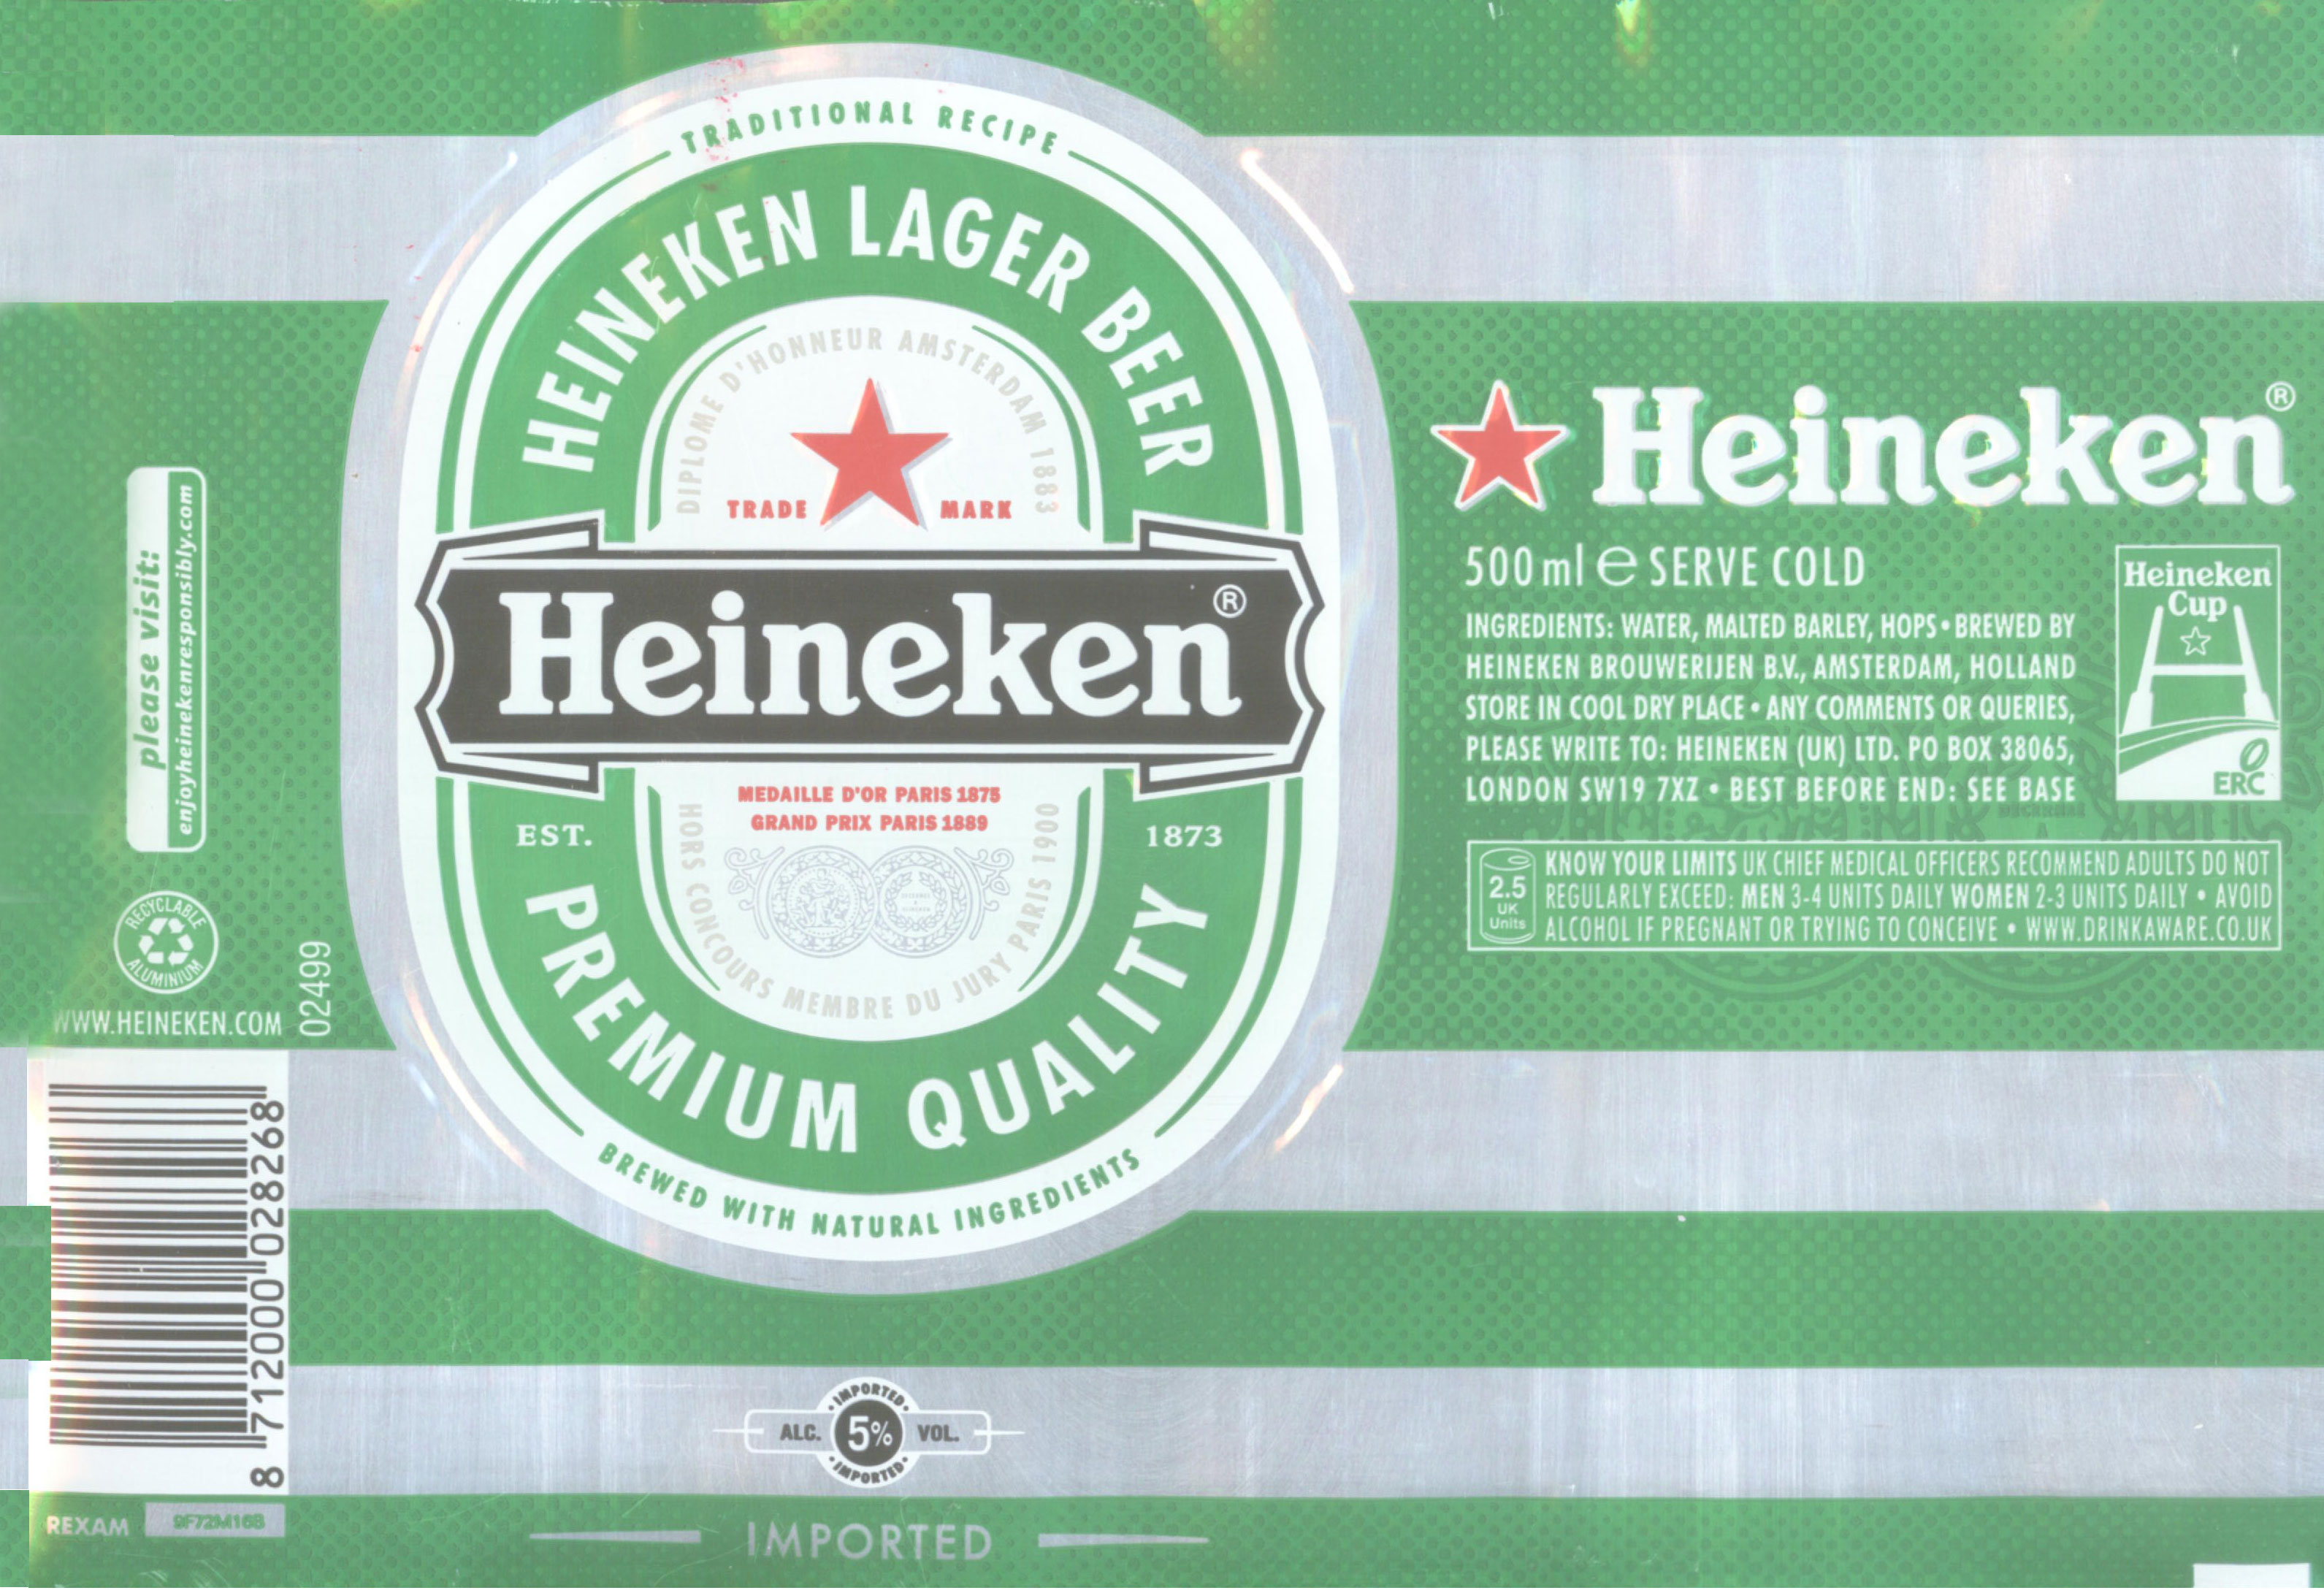 please visit:
enjoyheinekenresponsibly.com
RECYCLABLE
ALUMINIUM
WWW.HEINEKEN.COM
02499
8 712000 028268
REXAM
9F72M16B
TRADITIONAL RECIPE
HEINEKEN LAGER BEER
DIPLOME D'HONNEUR AMSTERDAM 1883
TRADE MARK
Heineken®
MEDAILLE D'OR PARIS 1875
GRAND PRIX PARIS 1889
EST. 1873
HORS CONCOURS MEMBRE DU JURY PARIS 1900
PREMIUM QUALITY
BREWED WITH NATURAL INGREDIENTS
•IMPORTED•
ALC. 5% VOL.
•IMPORTED•
IMPORTED
Heineken®
500 ml e SERVE COLD
INGREDIENTS: WATER, MALTED BARLEY, HOPS • BREWED BY
HEINEKEN BROUWERIJEN B.V., AMSTERDAM, HOLLAND
STORE IN COOL DRY PLACE • ANY COMMENTS OR QUERIES,
PLEASE WRITE TO: HEINEKEN (UK) LTD. PO BOX 38065,
LONDON SW19 7XZ • BEST BEFORE END: SEE BASE
Heineken
Cup
ERC
2.5
UK
Units
KNOW YOUR LIMITS UK CHIEF MEDICAL OFFICERS RECOMMEND ADULTS DO NOT
REGULARLY EXCEED: MEN 3-4 UNITS DAILY WOMEN 2-3 UNITS DAILY • AVOID
ALCOHOL IF PREGNANT OR TRYING TO CONCEIVE • WWW.DRINKAWARE.CO.UK